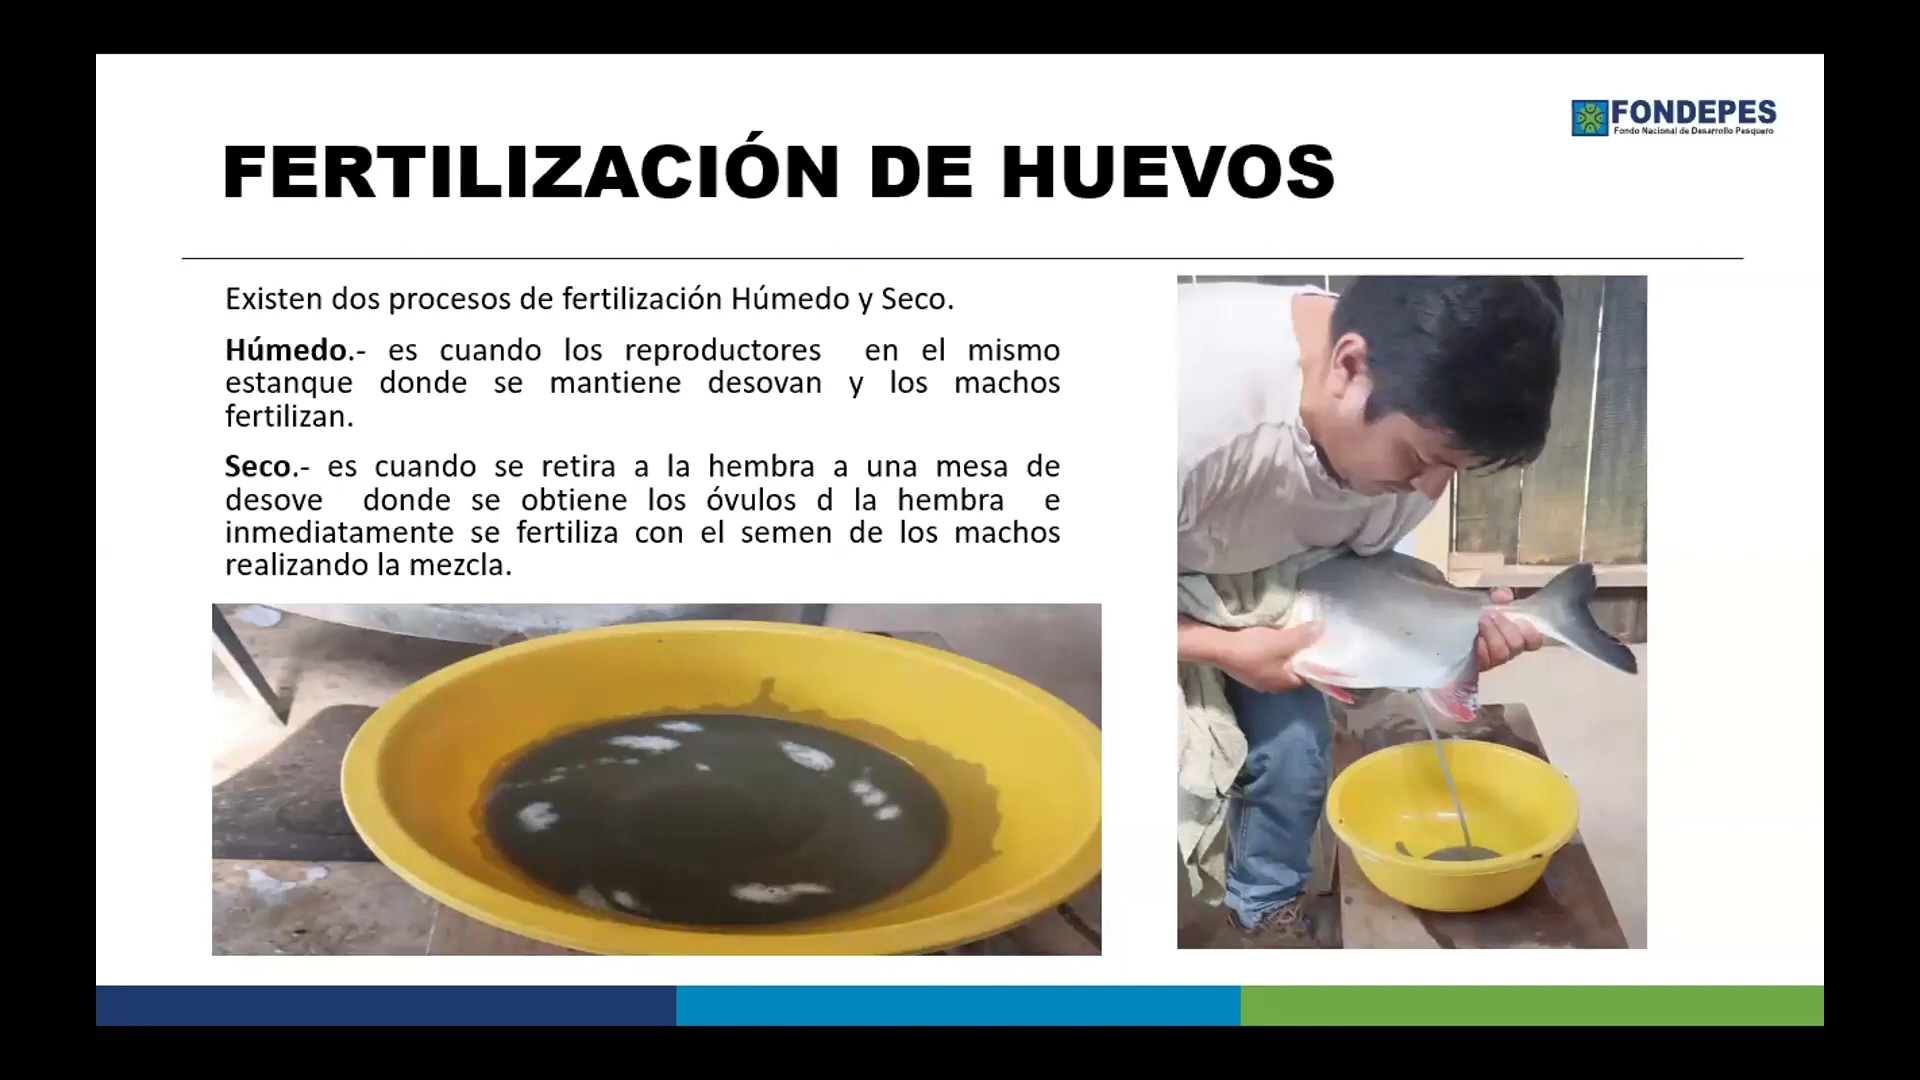 FONDEPES
Fondo Nacional de Desarrollo Pesquero
FERTILIZACIÓN DE HUEVOS
Existen dos procesos de fertilización Húmedo y Seco.
Húmedo.- es cuando los reproductores en el mismo
estanque donde se mantiene desovan y los machos
fertilizan.
Seco.- es cuando se retira a la hembra a una mesa de
desove donde se obtiene los óvulos d la hembra e
inmediatamente se fertiliza con el semen de los machos
realizando la mezcla.